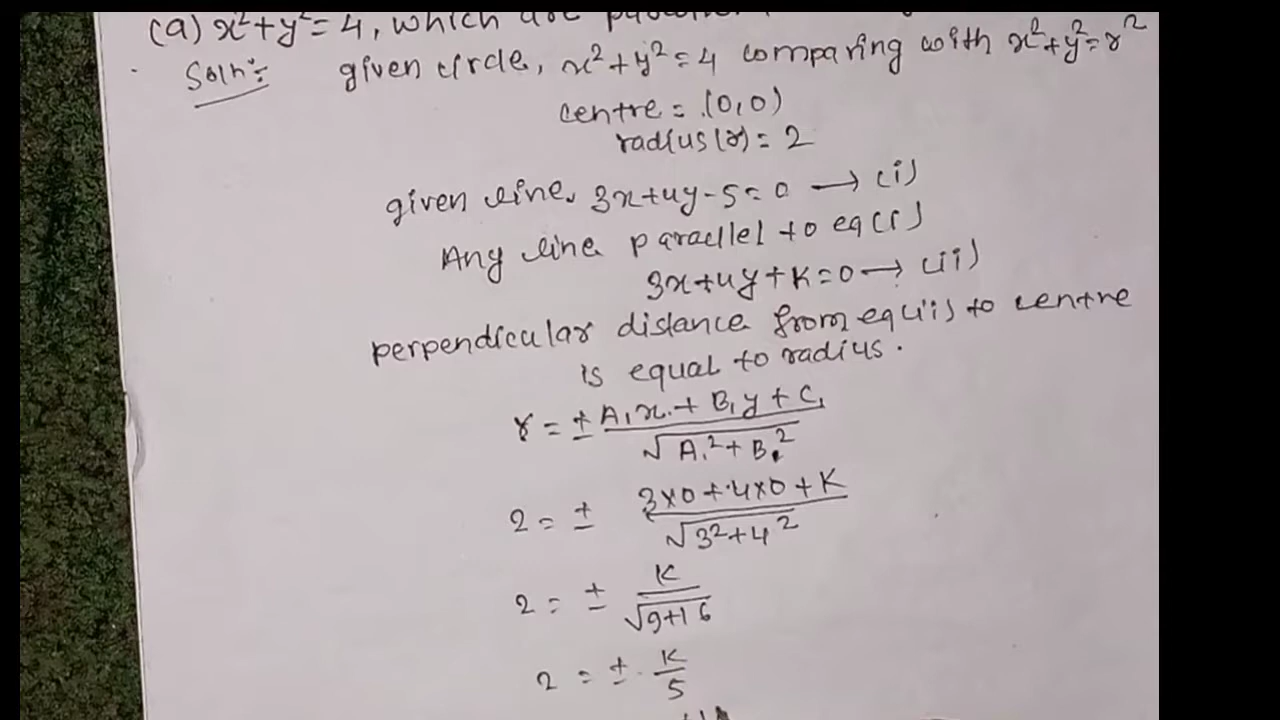 (a) x²+y²=4, which are
Soln:- given circle, x²+y²=4 comparing with x²+y²=r²
centre = (0,0)
radius(r) = 2
given line, 3x+4y-5=0 → (i)
Any line parallel to eq(i)
3x+4y+k=0 → (ii)
perpendicular distance from eq(ii) to centre
is equal to radius.
r = ± A₁x + B₁y + C₁ / √A₁²+B₁²
2 = ± 3×0+4×0+K / √3²+4²
2 = ± K / √9+16
2 = ± K / 5